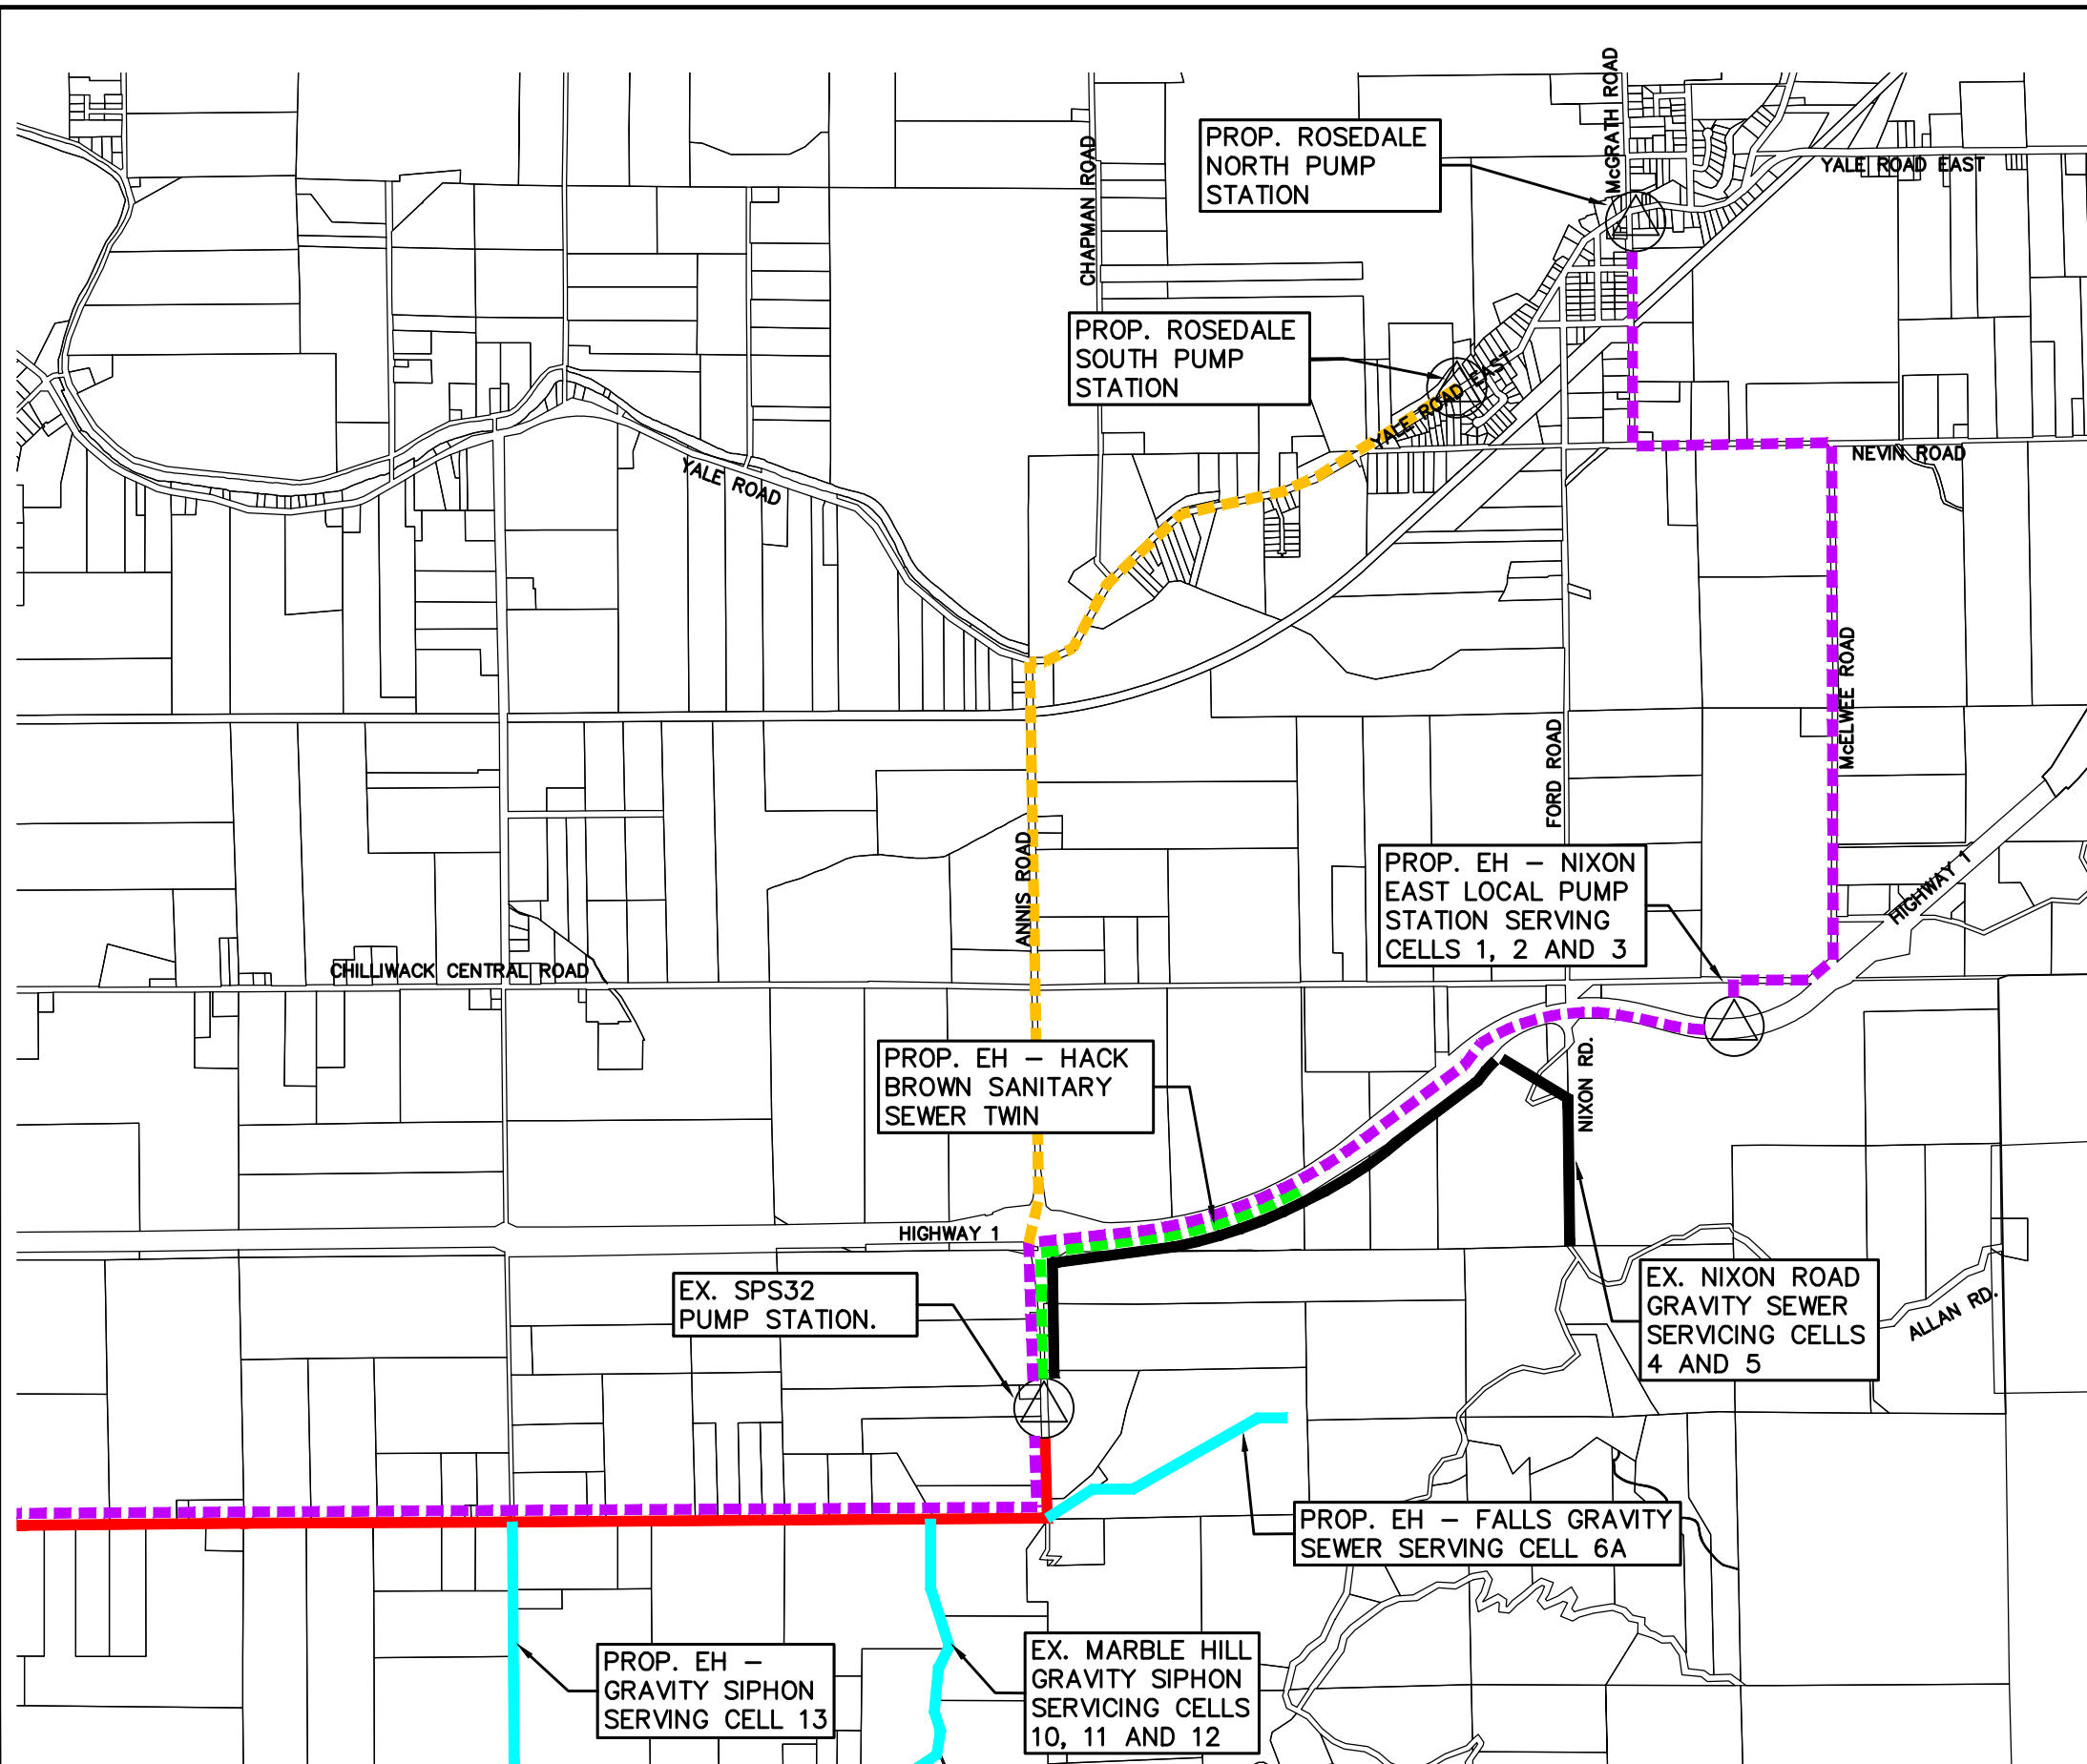 McGRATH ROAD
PROP. ROSEDALE
NORTH PUMP
STATION
YALE ROAD EAST
CHAPMAN ROAD
PROP. ROSEDALE
SOUTH PUMP
STATION
YALE ROAD EAST
NEVIN ROAD
YALE ROAD
McELWEE ROAD
FORD ROAD
ANNIS ROAD
PROP. EH – NIXON
EAST LOCAL PUMP
STATION SERVING
CELLS 1, 2 AND 3
HIGHWAY 1
CHILLIWACK CENTRAL ROAD
PROP. EH – HACK
BROWN SANITARY
SEWER TWIN
NIXON RD.
HIGHWAY 1
EX. SPS32
PUMP STATION.
EX. NIXON ROAD
GRAVITY SEWER
SERVICING CELLS
4 AND 5
ALLAN RD.
PROP. EH – FALLS GRAVITY
SEWER SERVING CELL 6A
PROP. EH –
GRAVITY SIPHON
SERVING CELL 13
EX. MARBLE HILL
GRAVITY SIPHON
SERVICING CELLS
10, 11 AND 12